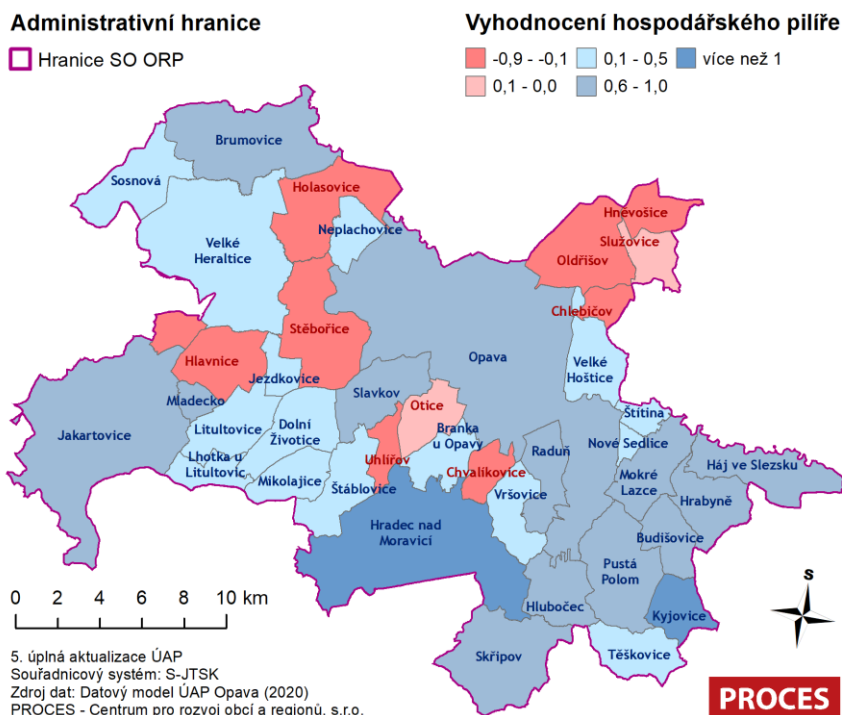 Administrativní hranice
Hranice SO ORP
Vyhodnocení hospodářského pilíře
-0,9 - -0,1
0,1 - 0,5
více než 1
0,1 - 0,0
0,6 - 1,0
Brumovice
Sosnová
Holasovice
Neplachovice
Velké
Heraltice
Hněvošice
Služovice
Oldřišov
Chlebičov
Stěbořice
Opava
Velké
Hoštice
Hlavnice
Jezdkovice
Slavkov
Mladecko
Otice
Štítina
Jakartovice
Litultovice
Dolní
Životice
Branka
u Opavy
Raduň
Nové Sedlice
Lhotka u
Litultovic
Uhlířov
Chvalíkovice
Háj ve Slezsku
Mikolajice
Štáblovice
Vršovice
Mokré
Lazce
Hrabyně
Hradec nad
Moravicí
Budišovice
Pustá
Polom
Hlubočec
Kyjovice
Skřipov
Těškovice
0 2 4 6 8 10 km
S
5. úplná aktualizace ÚAP
Souřadnicový systém: S-JTSK
Zdroj dat: Datový model ÚAP Opava (2020)
PROCES - Centrum pro rozvoj obcí a regionů, s.r.o.
PROCES